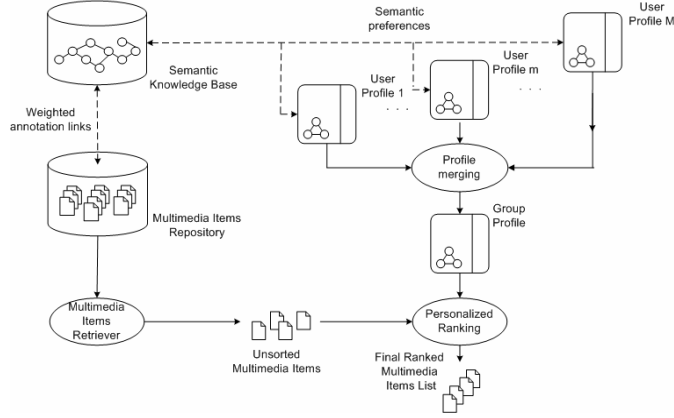 Semantic
preferences
User
Profile M
Semantic
Knowledge Base
User
Profile 1
. . .
User
Profile m
. . .
Weighted
annotation links
Profile
merging
Multimedia Items
Repository
Group
Profile
Multimedia
Items
Retriever
Personalized
Ranking
Unsorted
Multimedia Items
Final Ranked
Multimedia
Items List